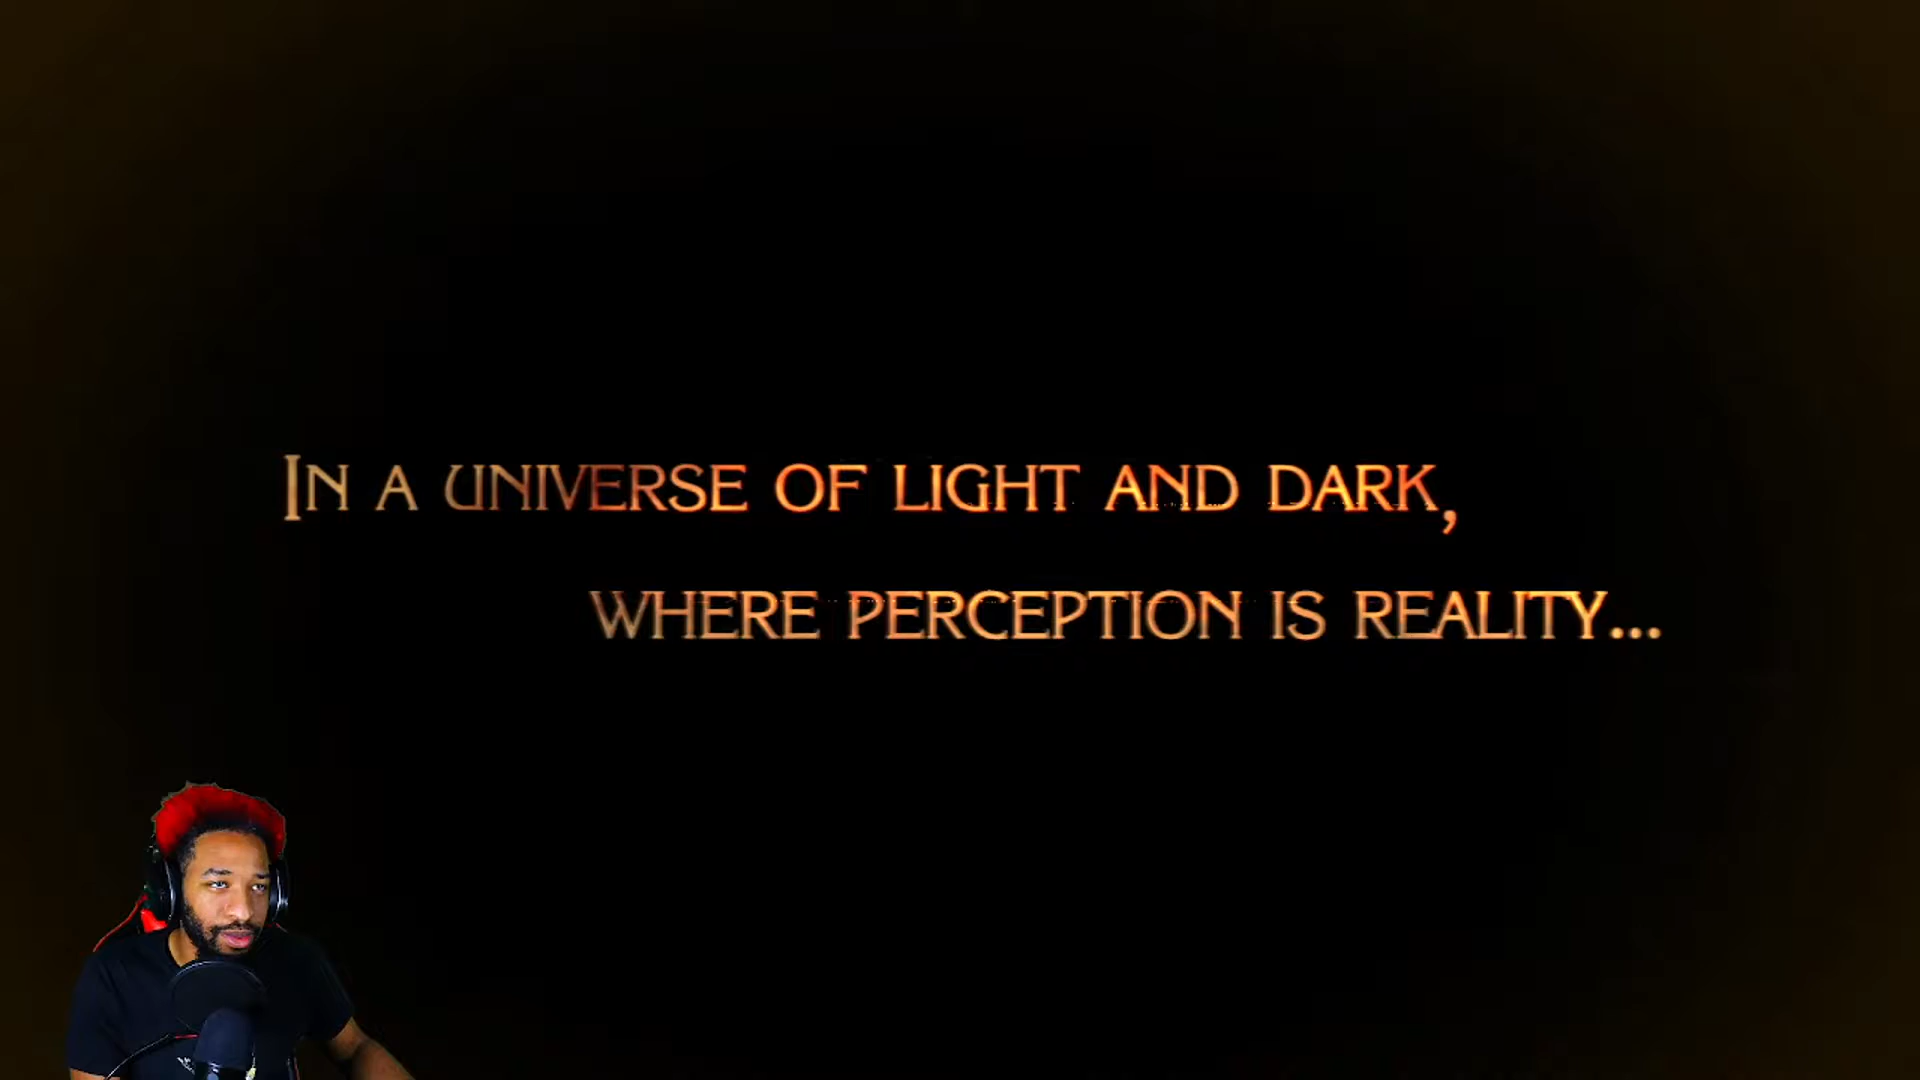 In a universe of light and dark,
where perception is reality...